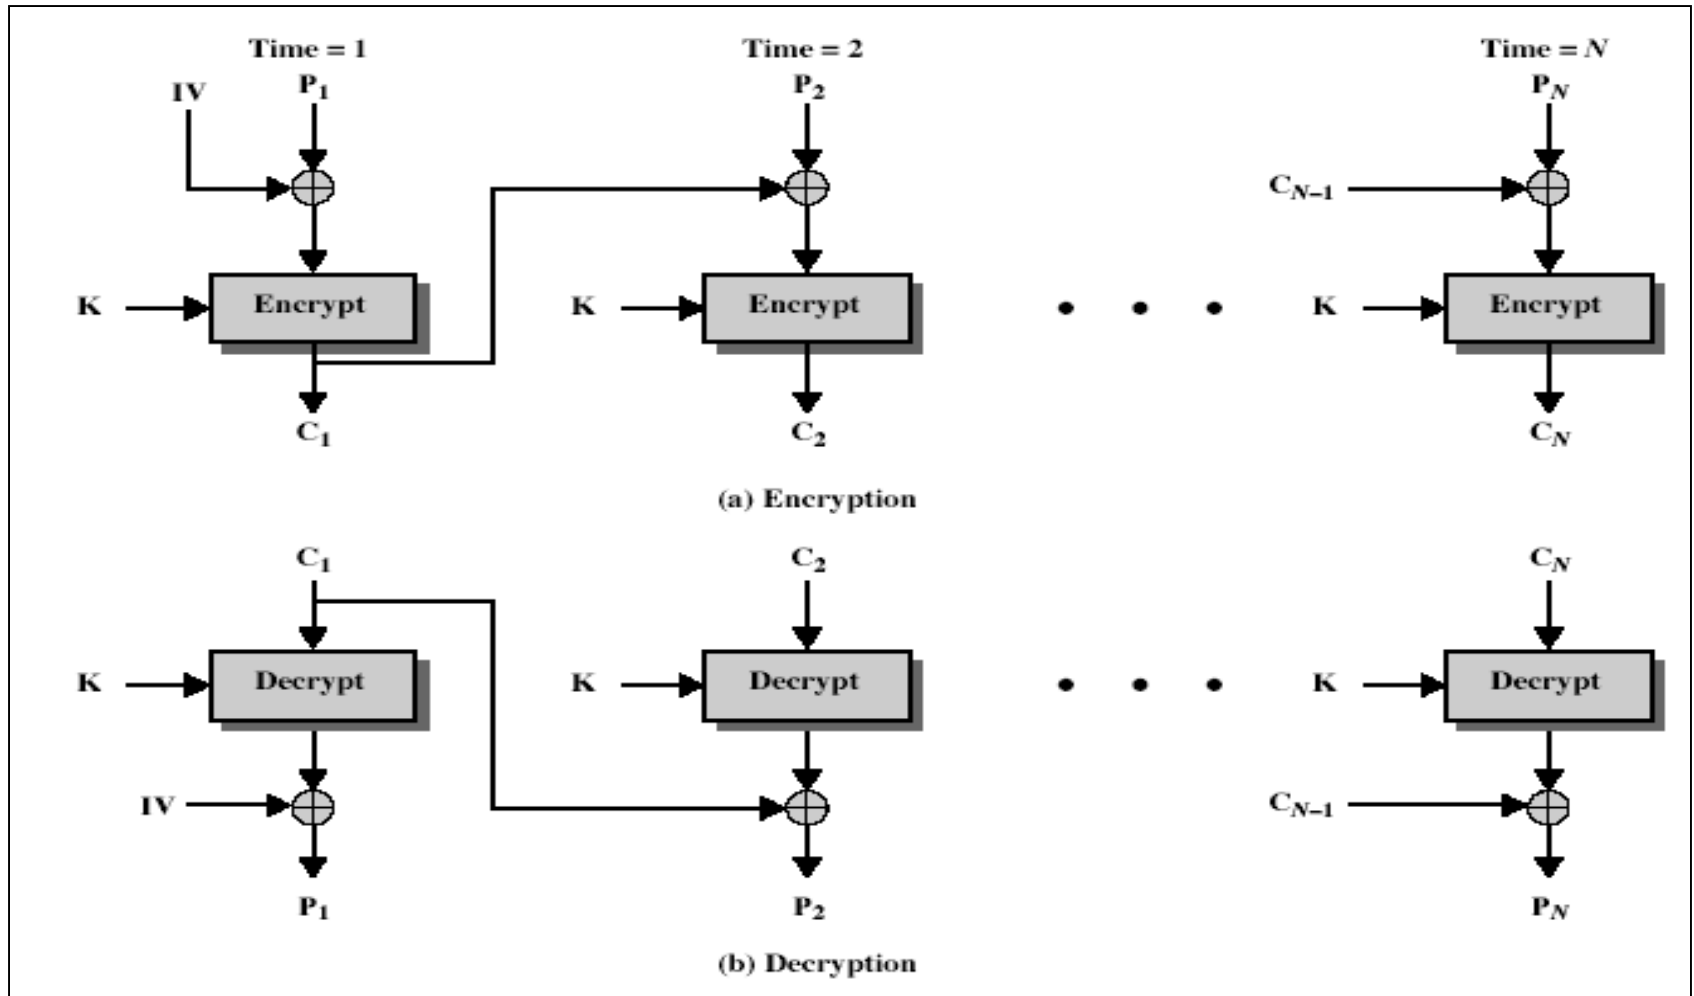 Time = 1 Time = 2 Time = N
IV P1 P2 PN
CN–1
K Encrypt K Encrypt • • • K Encrypt
C1 C2 CN
(a) Encryption
C1 C2 CN
K Decrypt K Decrypt • • • K Decrypt
IV CN–1
P1 P2 PN
(b) Decryption